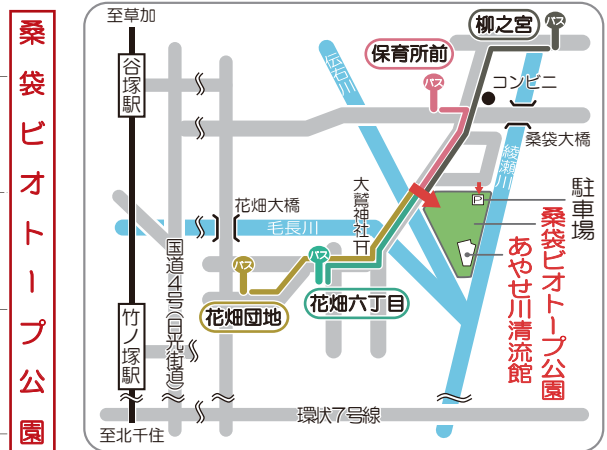 桑袋ビオトープ公園
至草加
谷塚駅
竹ノ塚駅
至北千住
国道4号(日光街道)
花畑大橋
毛長川
伝右川
大鷲神社
柳之宮
バス
保育所前
バス
コンビニ
桑袋大橋
綾瀬川
P
駐車場
桑袋ビオトープ公園
あやせ川清流館
バス
花畑団地
バス
花畑六丁目
環状7号線